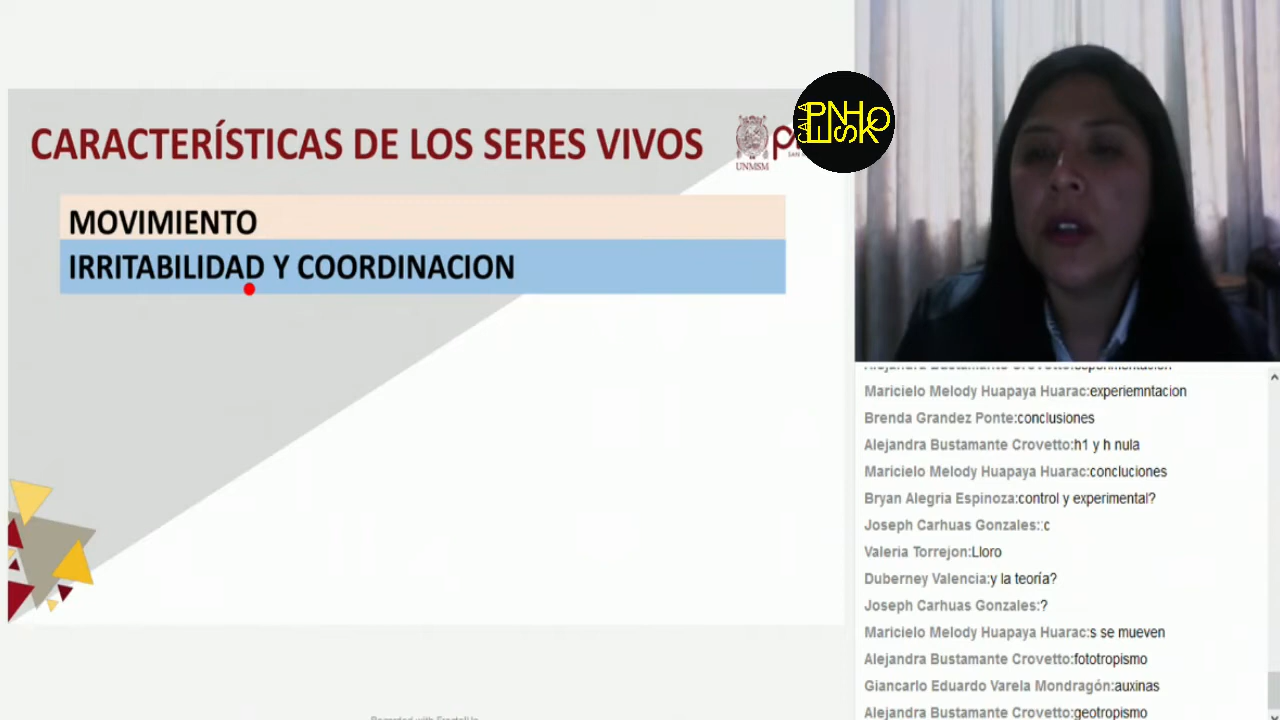 CARACTERÍSTICAS DE LOS SERES VIVOS
UNMSM
MOVIMIENTO
IRRITABILIDAD Y COORDINACION
Maricielo Melody Huapaya Huarac:experiemntacion
Brenda Grandez Ponte:conclusiones
Alejandra Bustamante Crovetto:h1 y h nula
Maricielo Melody Huapaya Huarac:concluciones
Bryan Alegria Espinoza:control y experimental?
Joseph Carhuas Gonzales::c
Valeria Torrejon:Lloro
Duberney Valencia:y la teoría?
Joseph Carhuas Gonzales:?
Maricielo Melody Huapaya Huarac:s se mueven
Alejandra Bustamante Crovetto:fototropismo
Giancarlo Eduardo Varela Mondragón:auxinas
Alejandra Bustamante Crovetto:geotropismo